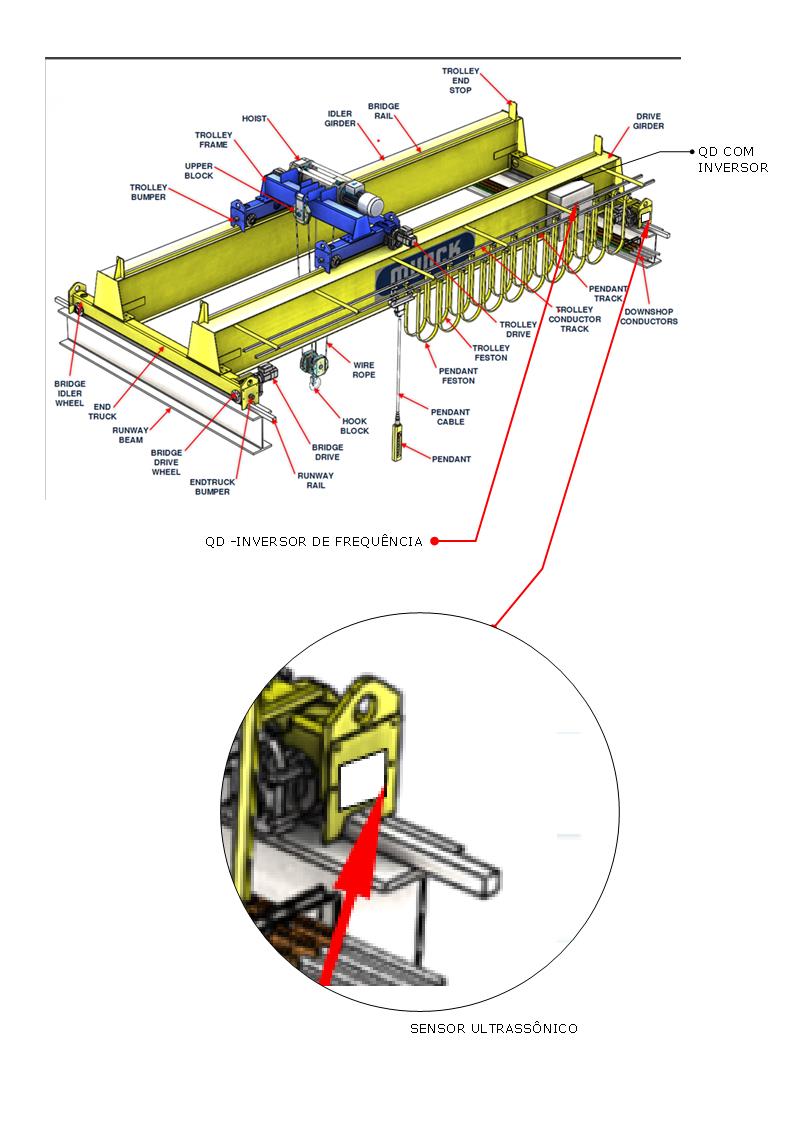 TROLLEY
END
STOP
BRIDGE
RAIL
IDLER
GIRDER
HOIST
DRIVE
GIRDER
TROLLEY
FRAME
QD COM
INVERSOR
UPPER
BLOCK
TROLLEY
BUMPER
MUNCK
PENDANT
TRACK
TROLLEY
CONDUCTOR
TRACK
DOWNSHOP
CONDUCTORS
TROLLEY
DRIVE
TROLLEY
FESTON
PENDANT
FESTON
WIRE
ROPE
BRIDGE
IDLER
WHEEL
END
TRUCK
RUNWAY
BEAM
HOOK
BLOCK
PENDANT
CABLE
BRIDGE
DRIVE
WHEEL
BRIDGE
DRIVE
PENDANT
ENDTRUCK
BUMPER
RUNWAY
RAIL
QD -INVERSOR DE FREQUÊNCIA
SENSOR ULTRASSÔNICO